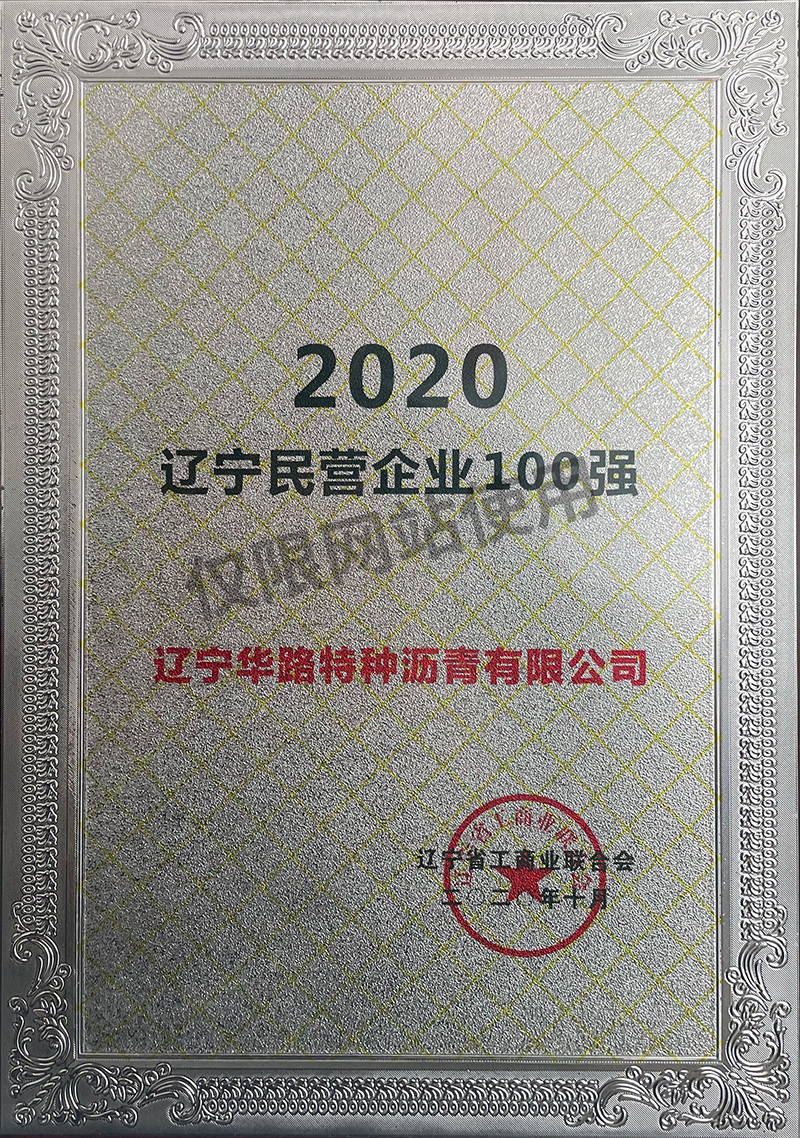 2020
辽宁民营企业100强
仅限网站使用
辽宁华路特种沥青有限公司
辽宁省工商业联合会
二〇二〇年十月